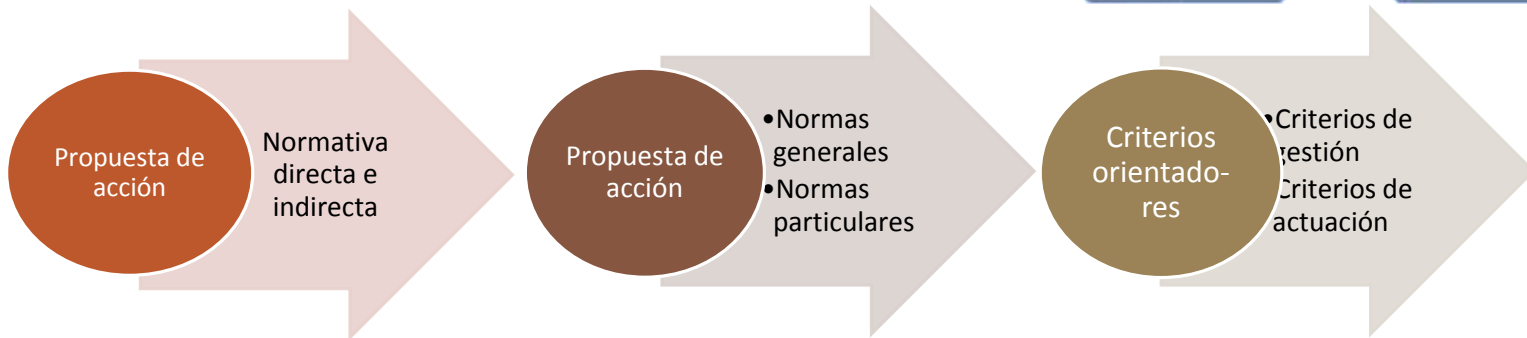 Propuesta de
acción
Normativa
directa e
indirecta
Propuesta de
acción
•Normas
generales
•Normas
particulares
Criterios
orientado-
res
•Criterios de
gestión
•Criterios de
actuación